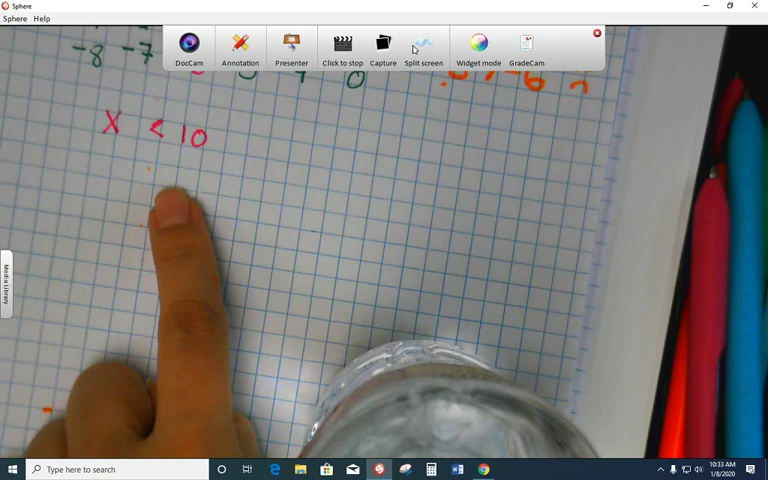 Sphere
Sphere Help
DocCam Annotation Presenter Click to stop Capture Split screen Widget mode GradeCam
-8 -7
X < 10
Media Library
Type here to search
10:33 AM
1/8/2020